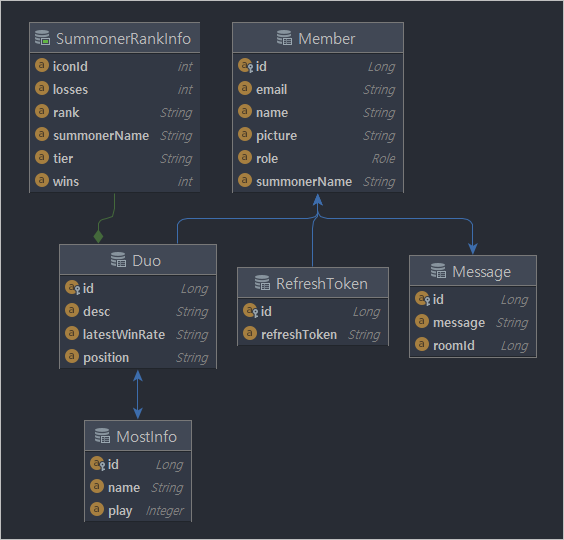 SummonerRankInfo
iconId int
losses int
rank String
summonerName String
tier String
wins int
Member
id Long
email String
name String
picture String
role Role
summonerName String
Duo
id Long
desc String
latestWinRate String
position String
RefreshToken
id Long
refreshToken String
Message
id Long
message String
roomId Long
MostInfo
id Long
name String
play Integer